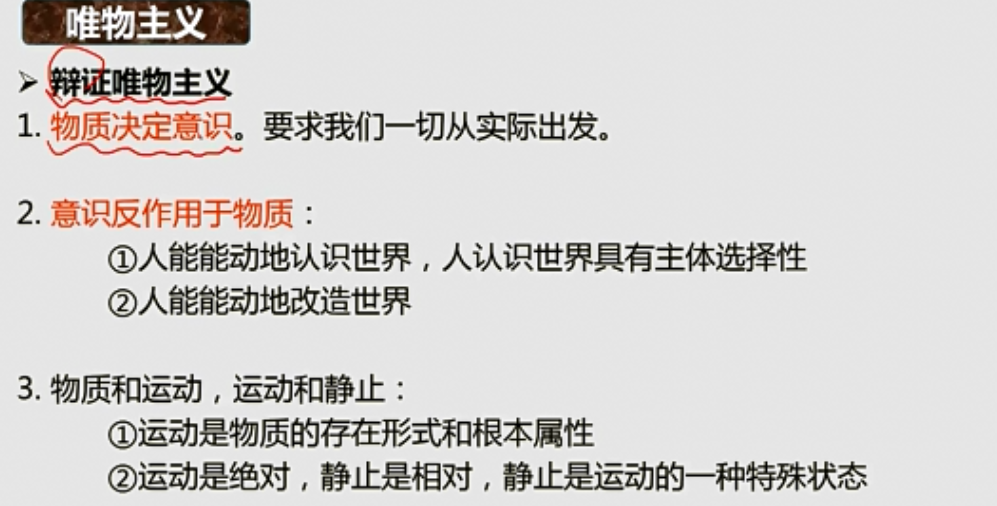 唯物主义
➢ 辩证唯物主义
1. 物质决定意识。要求我们一切从实际出发。
2. 意识反作用于物质：
①人能能动地认识世界，人认识世界具有主体选择性
②人能能动地改造世界
3. 物质和运动，运动和静止：
①运动是物质的存在形式和根本属性
②运动是绝对，静止是相对，静止是运动的一种特殊状态